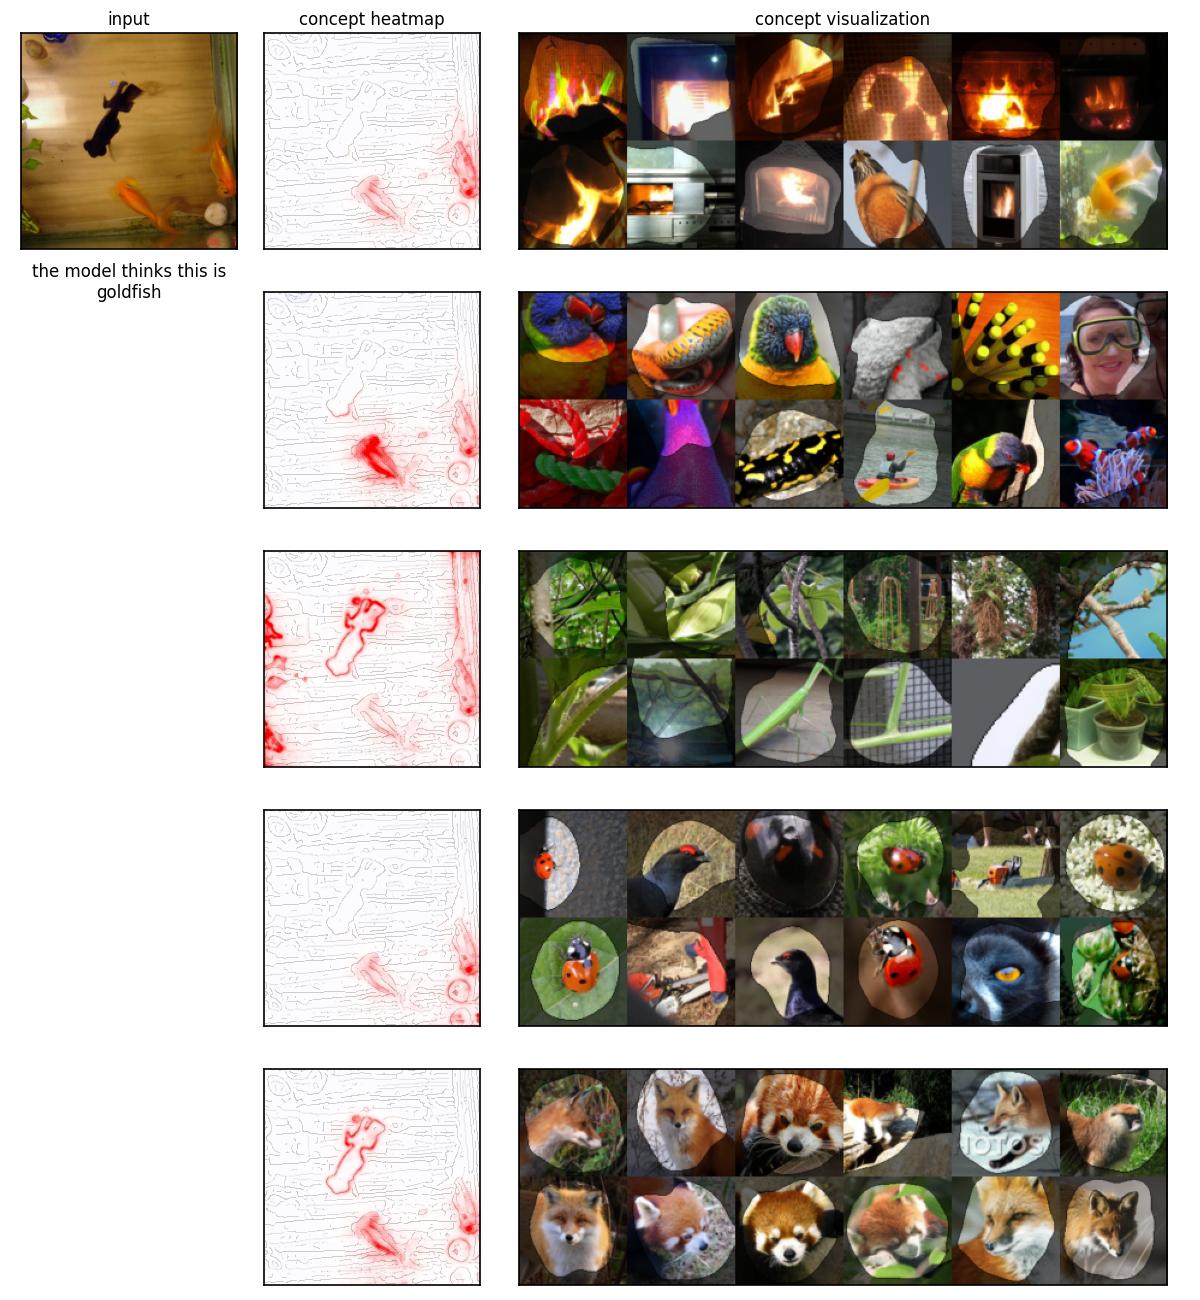 input
concept heatmap
concept visualization
the model thinks this is
goldfish